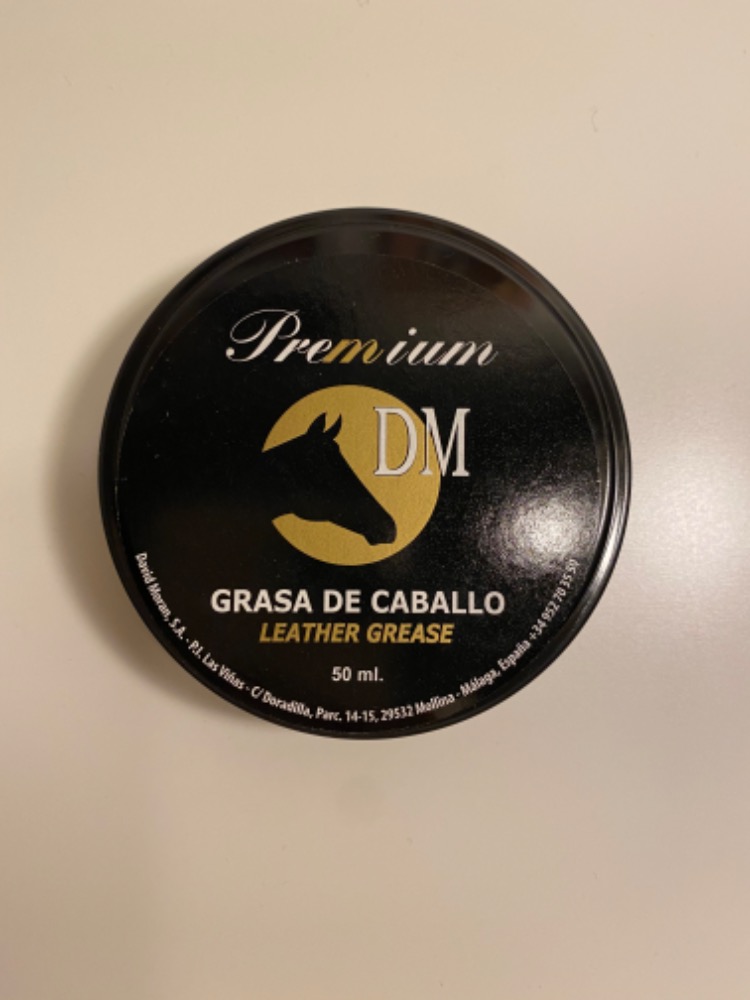 Premium
DM
GRASA DE CABALLO
LEATHER GREASE
50 ml.
David Moran, S.A. - P.I. Las Viñas - C/ Doradilla, Parc. 14-15, 29532 Mollina - Málaga, España +34 952 70 35 30